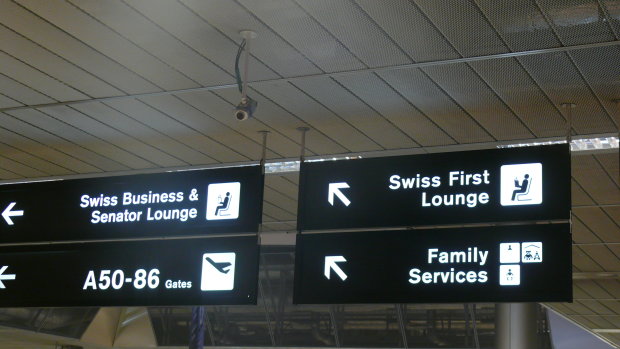 Swiss Business &
Senator Lounge
A50-86 Gates
Swiss First
Lounge
Family
Services